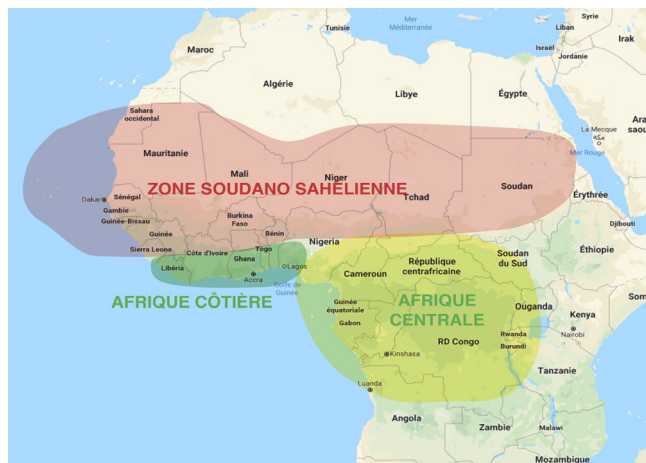 Mer
Méditerranée
Syrie
Liban
Irak
Israël
Jordanie
Tunisie
Maroc
Algérie
Libye
Égypte
Sahara
occidental
La Mecque
مكة
Mer Rouge
Mauritanie
Mali
Niger
Tchad
Soudan
Érythrée
ZONE SOUDANO SAHÉLIENNE
Dakar
Sénégal
Gambie
Guinée-Bissau
Guinée
Burkina
Faso
Bénin
Djibouti
Sierra Leone
Côte d'Ivoire
Ghana
Togo
Nigeria
Libéria
Lagos
Accra
Golfe de
Guinée
Soudan
du Sud
Éthiopie
Cameroun
République
centrafricaine
AFRIQUE CÔTIÈRE
AFRIQUE
CENTRALE
Guinée
équatoriale
Gabon
Ouganda
Kenya
Nairobi
RD Congo
Rwanda
Burundi
Kinshasa
Tanzanie
Luanda
Angola
Zambie
Malawi
Mozambique